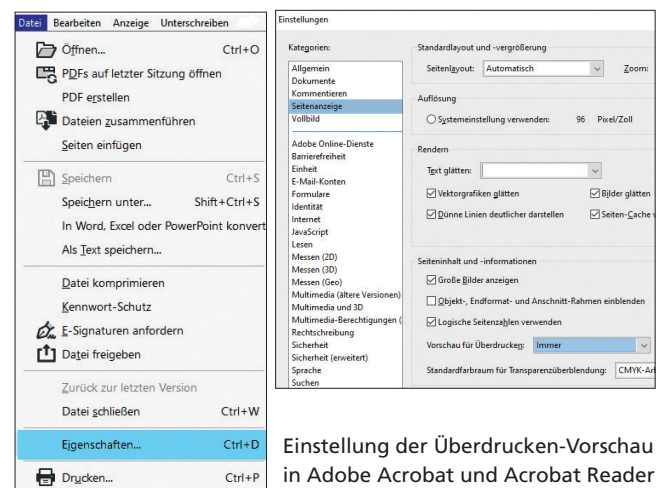 Datei Bearbeiten Anzeige Unterschreiben
Öffnen... Ctrl+O
PDFs auf letzter Sitzung öffnen
PDF erstellen
Dateien zusammenführen
Seiten einfügen
Speichern Ctrl+S
Speichern unter... Shift+Ctrl+S
In Word, Excel oder PowerPoint konvert
Als Text speichern...
Datei komprimieren
Kennwort-Schutz
E-Signaturen anfordern
Datei freigeben
Zurück zur letzten Version
Datei schließen Ctrl+W
Eigenschaften... Ctrl+D
Drucken... Ctrl+P
Einstellungen
Kategorien:
Allgemein
Dokumente
Kommentieren
Seitenanzeige
Vollbild
Adobe Online-Dienste
Barrierefreiheit
Einheit
E-Mail-Konten
Formulare
Identität
Internet
JavaScript
Lesen
Messen (2D)
Messen (3D)
Messen (Geo)
Multimedia (ältere Versionen)
Multimedia und 3D
Multimedia-Berechtigungen (
Rechtschreibung
Sicherheit
Sicherheit (erweitert)
Sprache
Suchen
Standardlayout und -vergrößerung
Seitenlayout: Automatisch Zoom:
Auflösung
Systemeinstellung verwenden: 96 Pixel/Zoll
Rendern
Text glätten:
Vektorgrafiken glätten Bilder glätten
Dünne Linien deutlicher darstellen Seiten-Cache v
Seiteninhalt und -informationen
Große Bilder anzeigen
Objekt-, Endformat- und Anschnitt-Rahmen einblenden
Logische Seitenzahlen verwenden
Vorschau für Überdrucken: Immer
Standardfarbraum für Transparenzüberblendung: CMYK-Ar
Einstellung der Überdrucken-Vorschau
in Adobe Acrobat und Acrobat Reader